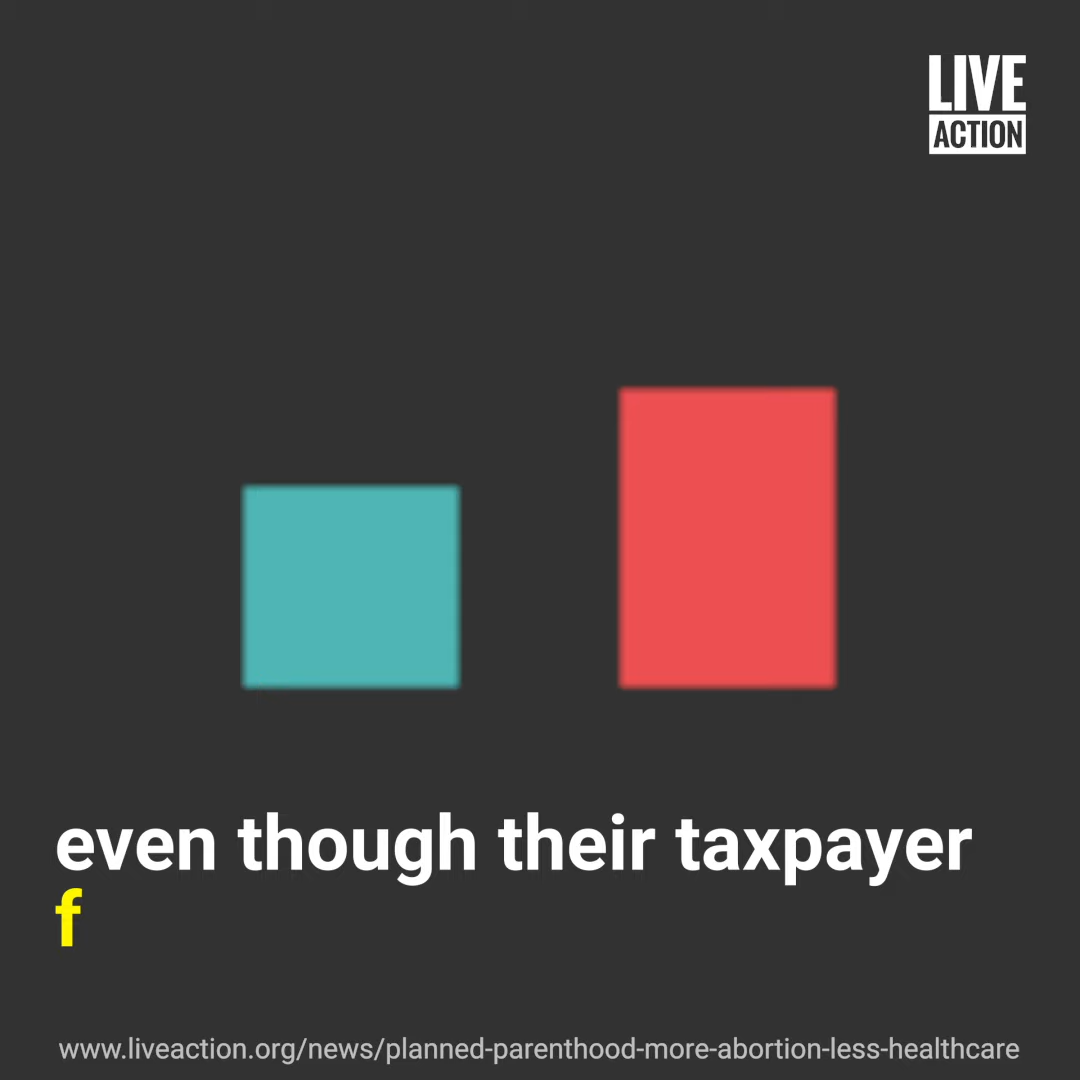 LIVE
ACTION
even though their taxpayer
f
www.liveaction.org/news/planned-parenthood-more-abortion-less-healthcare